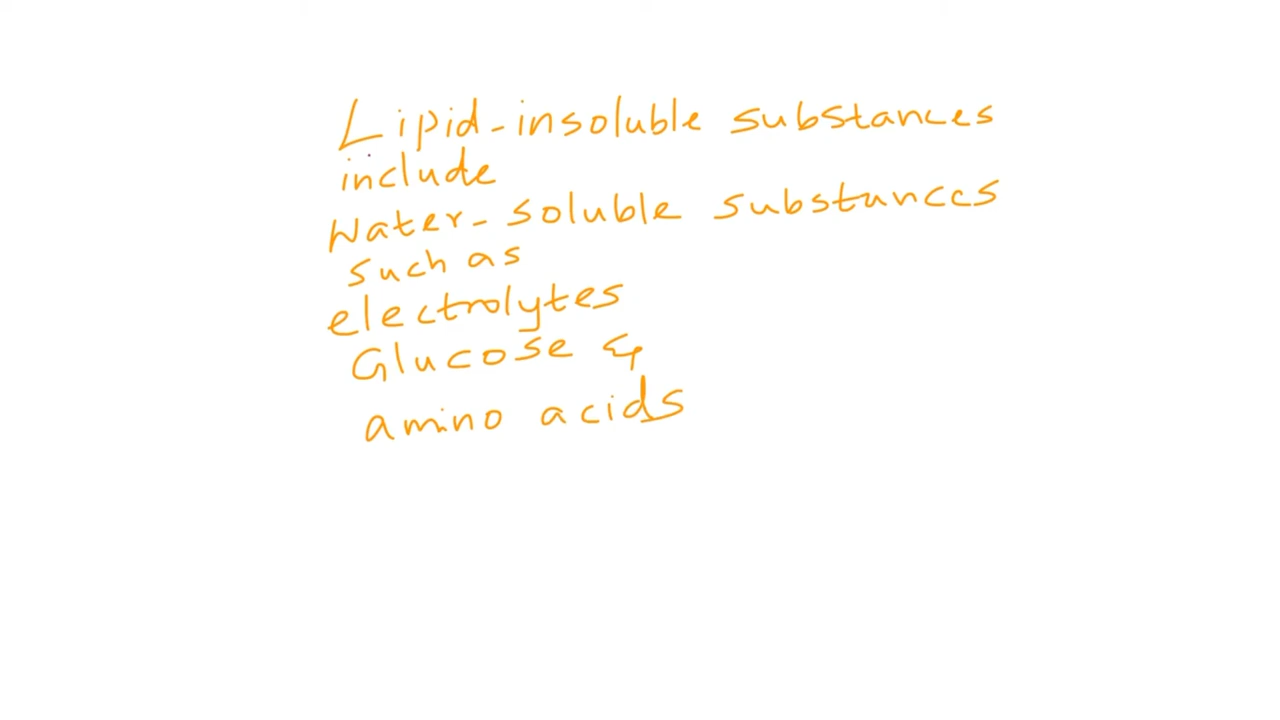 Lipid-insoluble substances
include
Water-soluble substances
such as
electrolytes
Glucose &
amino acids